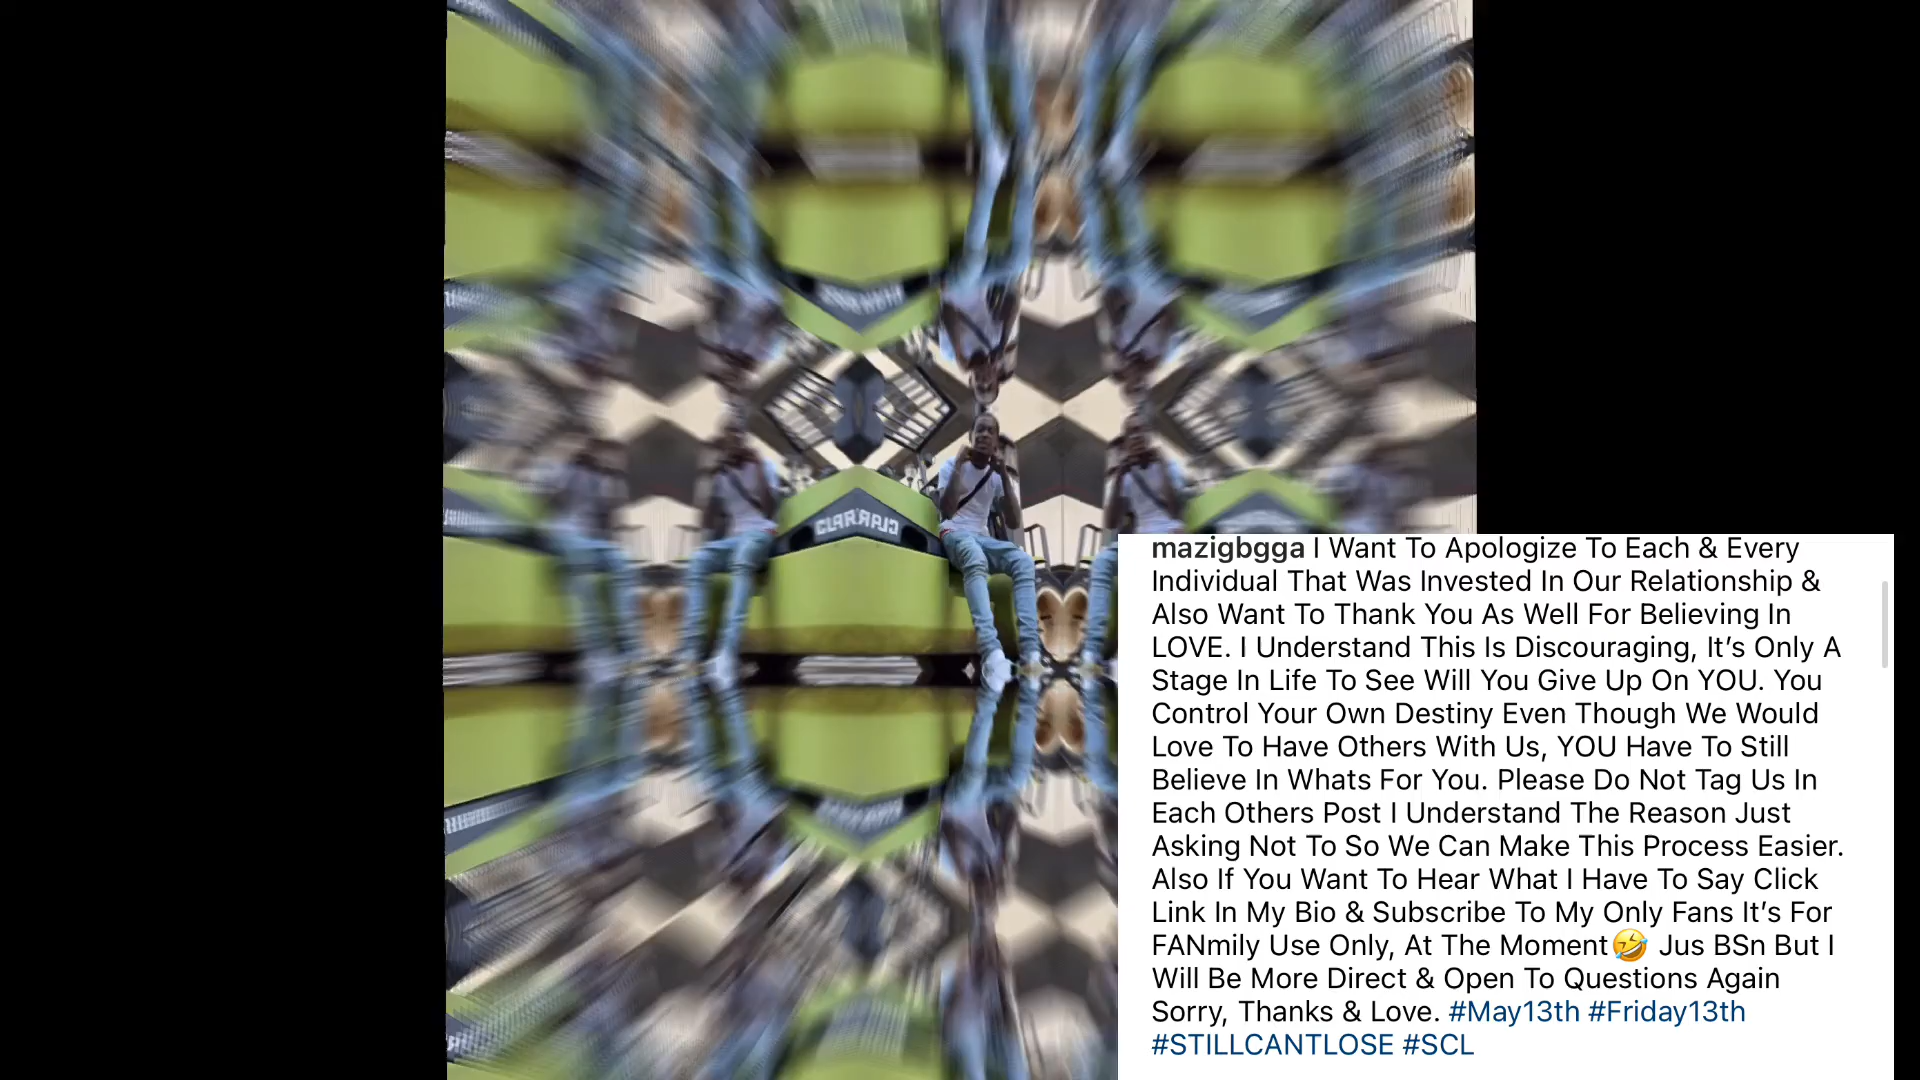 mazigbgga I Want To Apologize To Each & Every
Individual That Was Invested In Our Relationship &
Also Want To Thank You As Well For Believing In
LOVE. I Understand This Is Discouraging, It’s Only A
Stage In Life To See Will You Give Up On YOU. You
Control Your Own Destiny Even Though We Would
Love To Have Others With Us, YOU Have To Still
Believe In Whats For You. Please Do Not Tag Us In
Each Others Post I Understand The Reason Just
Asking Not To So We Can Make This Process Easier.
Also If You Want To Hear What I Have To Say Click
Link In My Bio & Subscribe To My Only Fans It’s For
FANmily Use Only, At The Moment🤣 Jus BSn But I
Will Be More Direct & Open To Questions Again
Sorry, Thanks & Love. #May13th #Friday13th
#STILLCANTLOSE #SCL